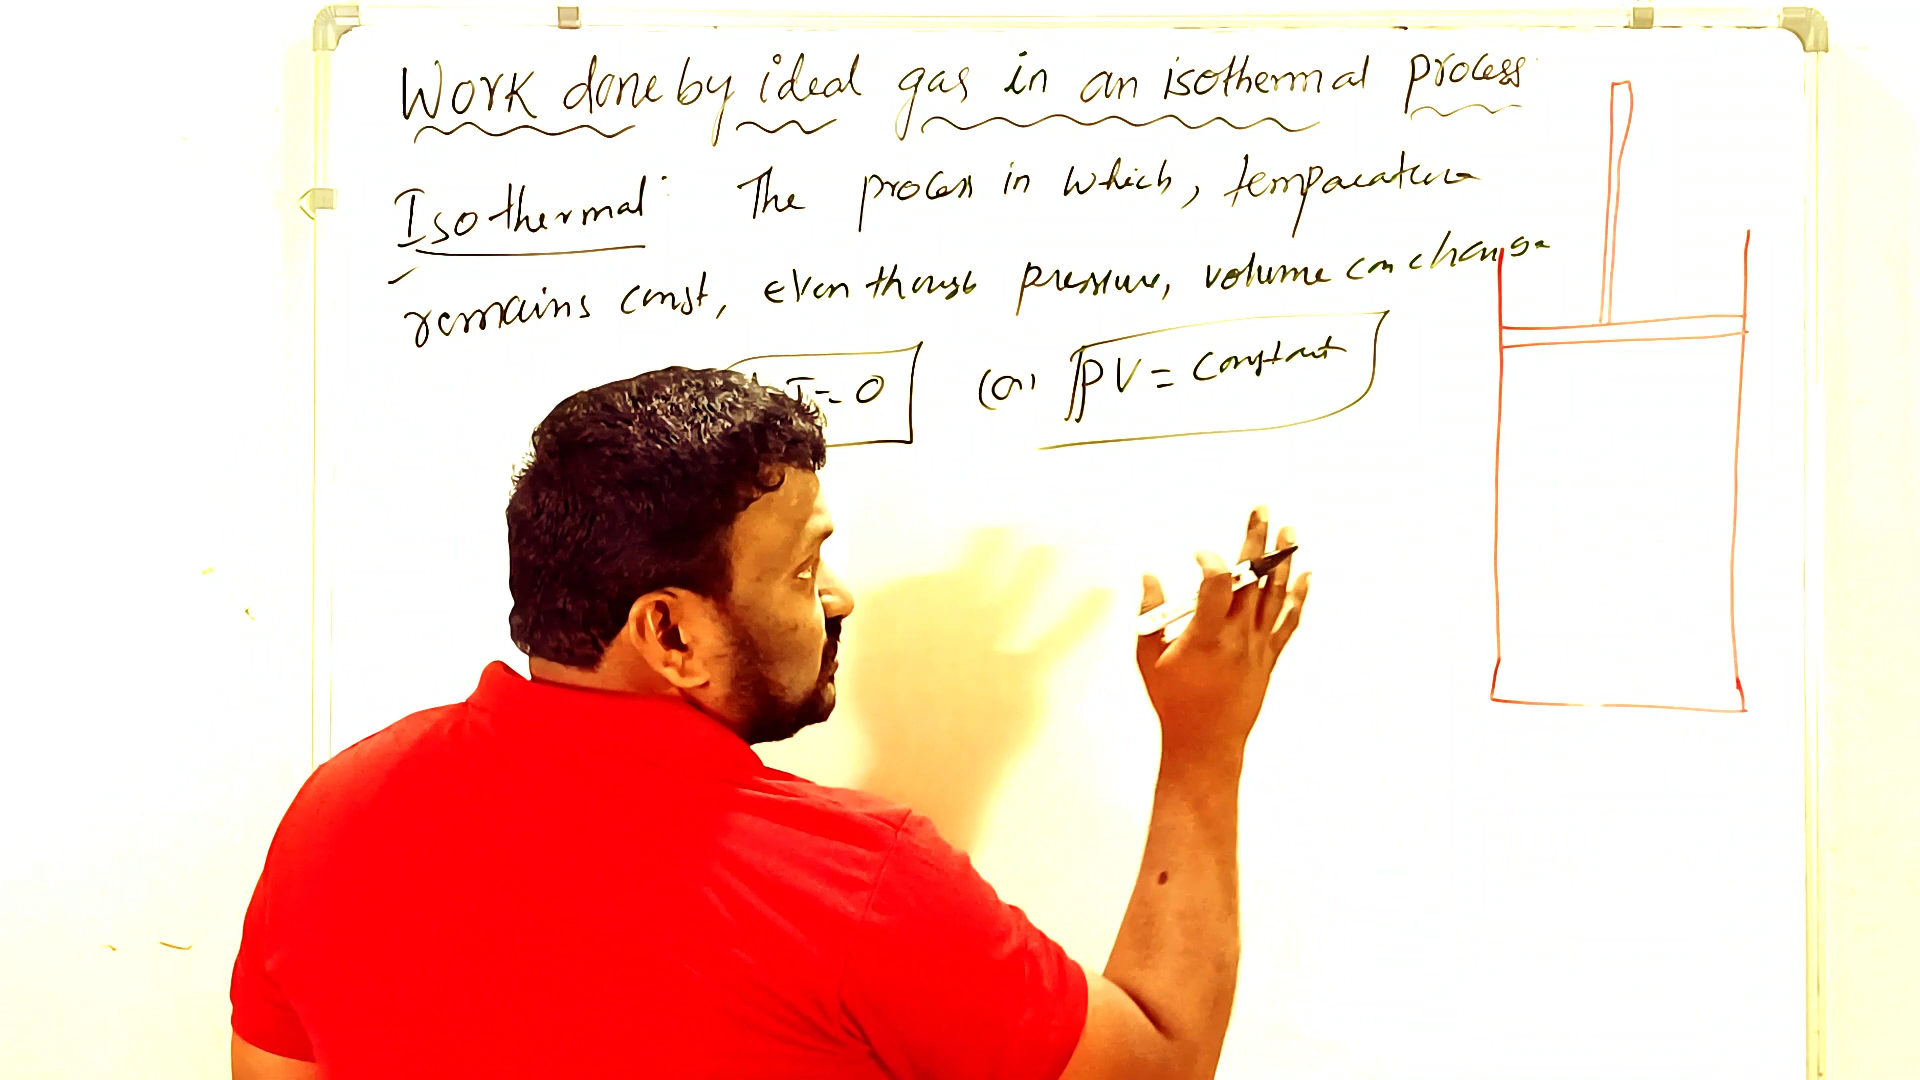 Work done by ideal gas in an isothermal process
Isothermal: The process in which, temparature
remains const, even though pressure, volume can change
T = 0 (or) PV = Constant